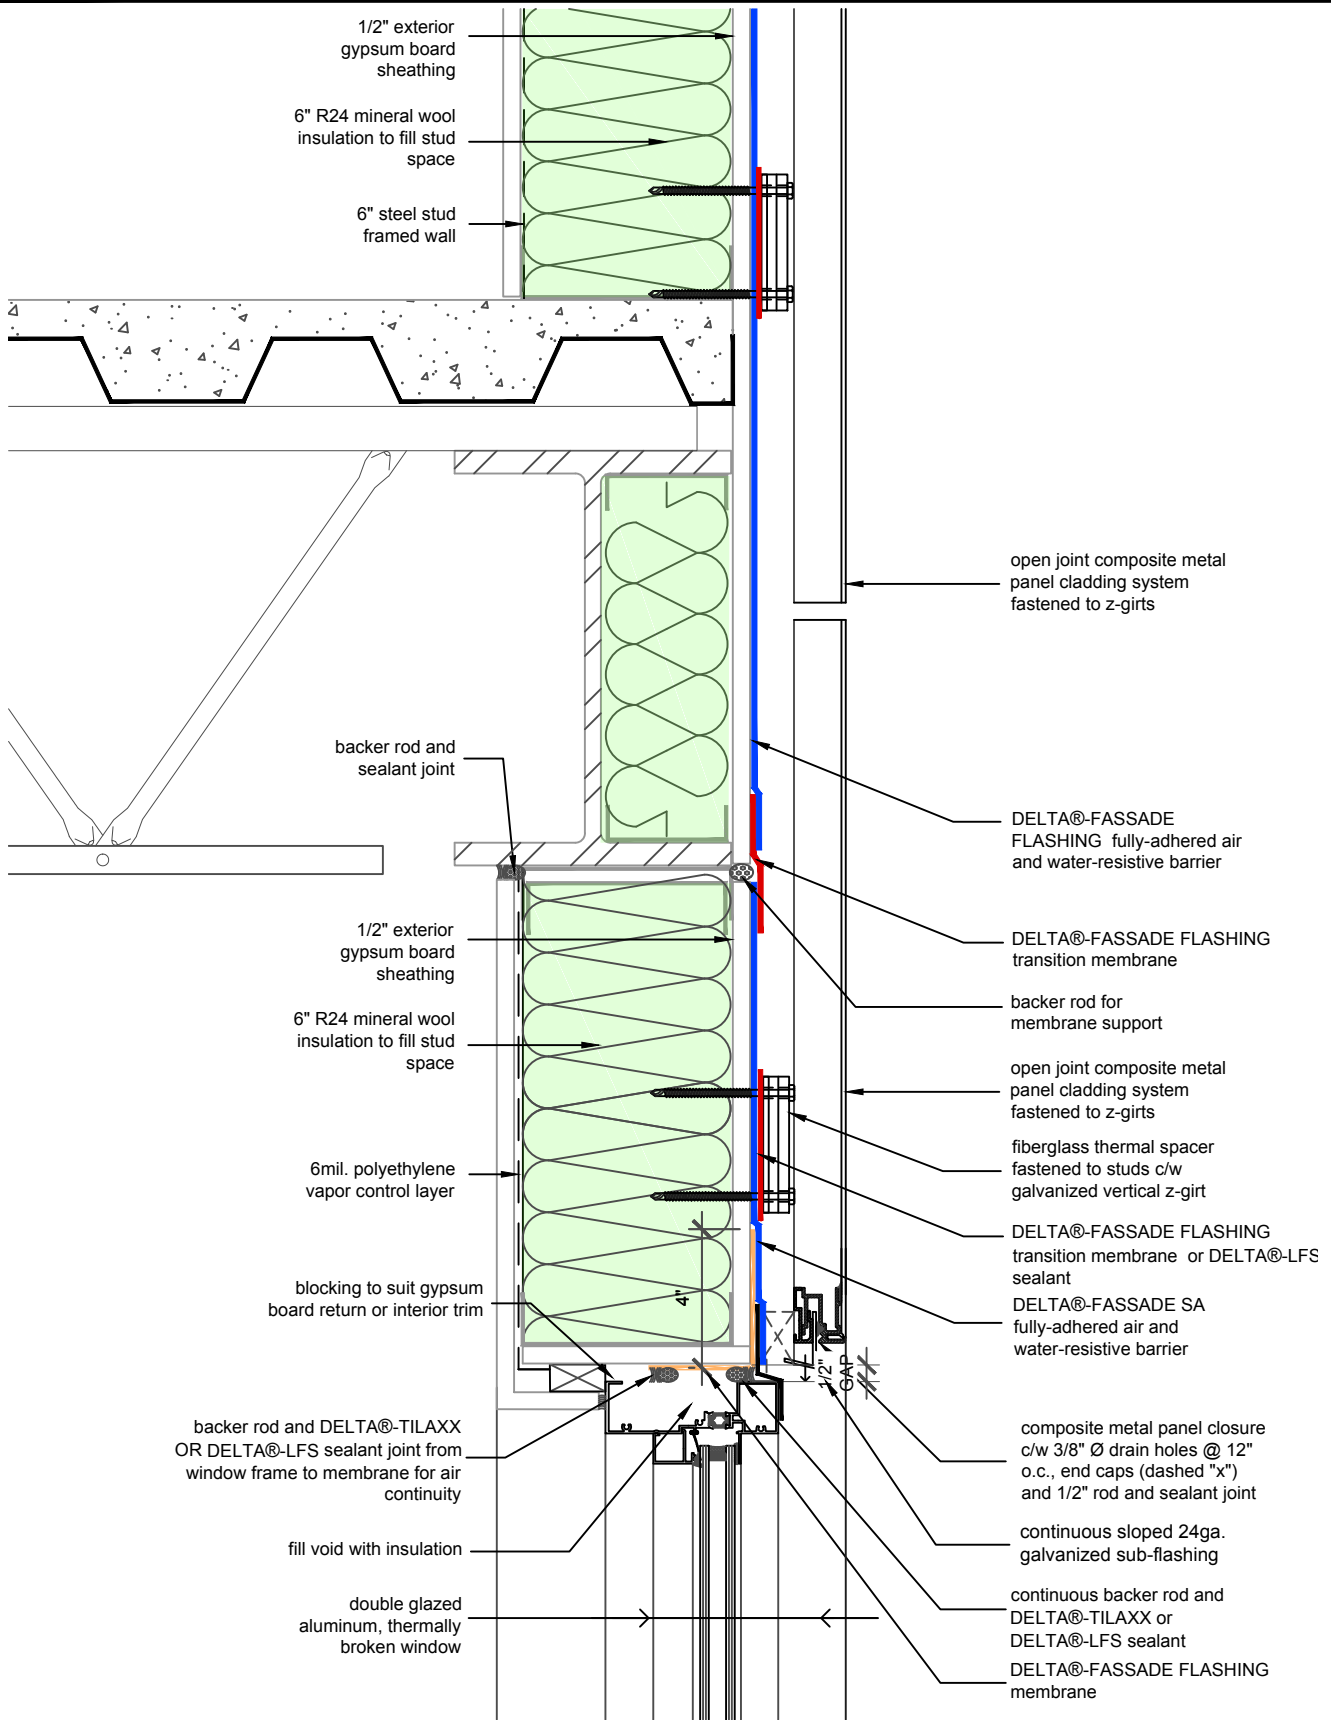 1/2" exterior
gypsum board
sheathing
6" R24 mineral wool
insulation to fill stud
space
6" steel stud
framed wall
open joint composite metal
panel cladding system
fastened to z-girts
backer rod and
sealant joint
DELTA®-FASSADE
FLASHING fully-adhered air
and water-resistive barrier
1/2" exterior
gypsum board
sheathing
DELTA®-FASSADE FLASHING
transition membrane
backer rod for
membrane support
6" R24 mineral wool
insulation to fill stud
space
open joint composite metal
panel cladding system
fastened to z-girts
fiberglass thermal spacer
fastened to studs c/w
galvanized vertical z-girt
6mil. polyethylene
vapor control layer
DELTA®-FASSADE FLASHING
transition membrane or DELTA®-LFS
sealant
blocking to suit gypsum
board return or interior trim
4"
DELTA®-FASSADE SA
fully-adhered air and
water-resistive barrier
1/2"
GAP
backer rod and DELTA®-TILAXX
OR DELTA®-LFS sealant joint from
window frame to membrane for air
continuity
composite metal panel closure
c/w 3/8" Ø drain holes @ 12"
o.c., end caps (dashed "x")
and 1/2" rod and sealant joint
fill void with insulation
continuous sloped 24ga.
galvanized sub-flashing
double glazed
aluminum, thermally
broken window
continuous backer rod and
DELTA®-TILAXX or
DELTA®-LFS sealant
DELTA®-FASSADE FLASHING
membrane